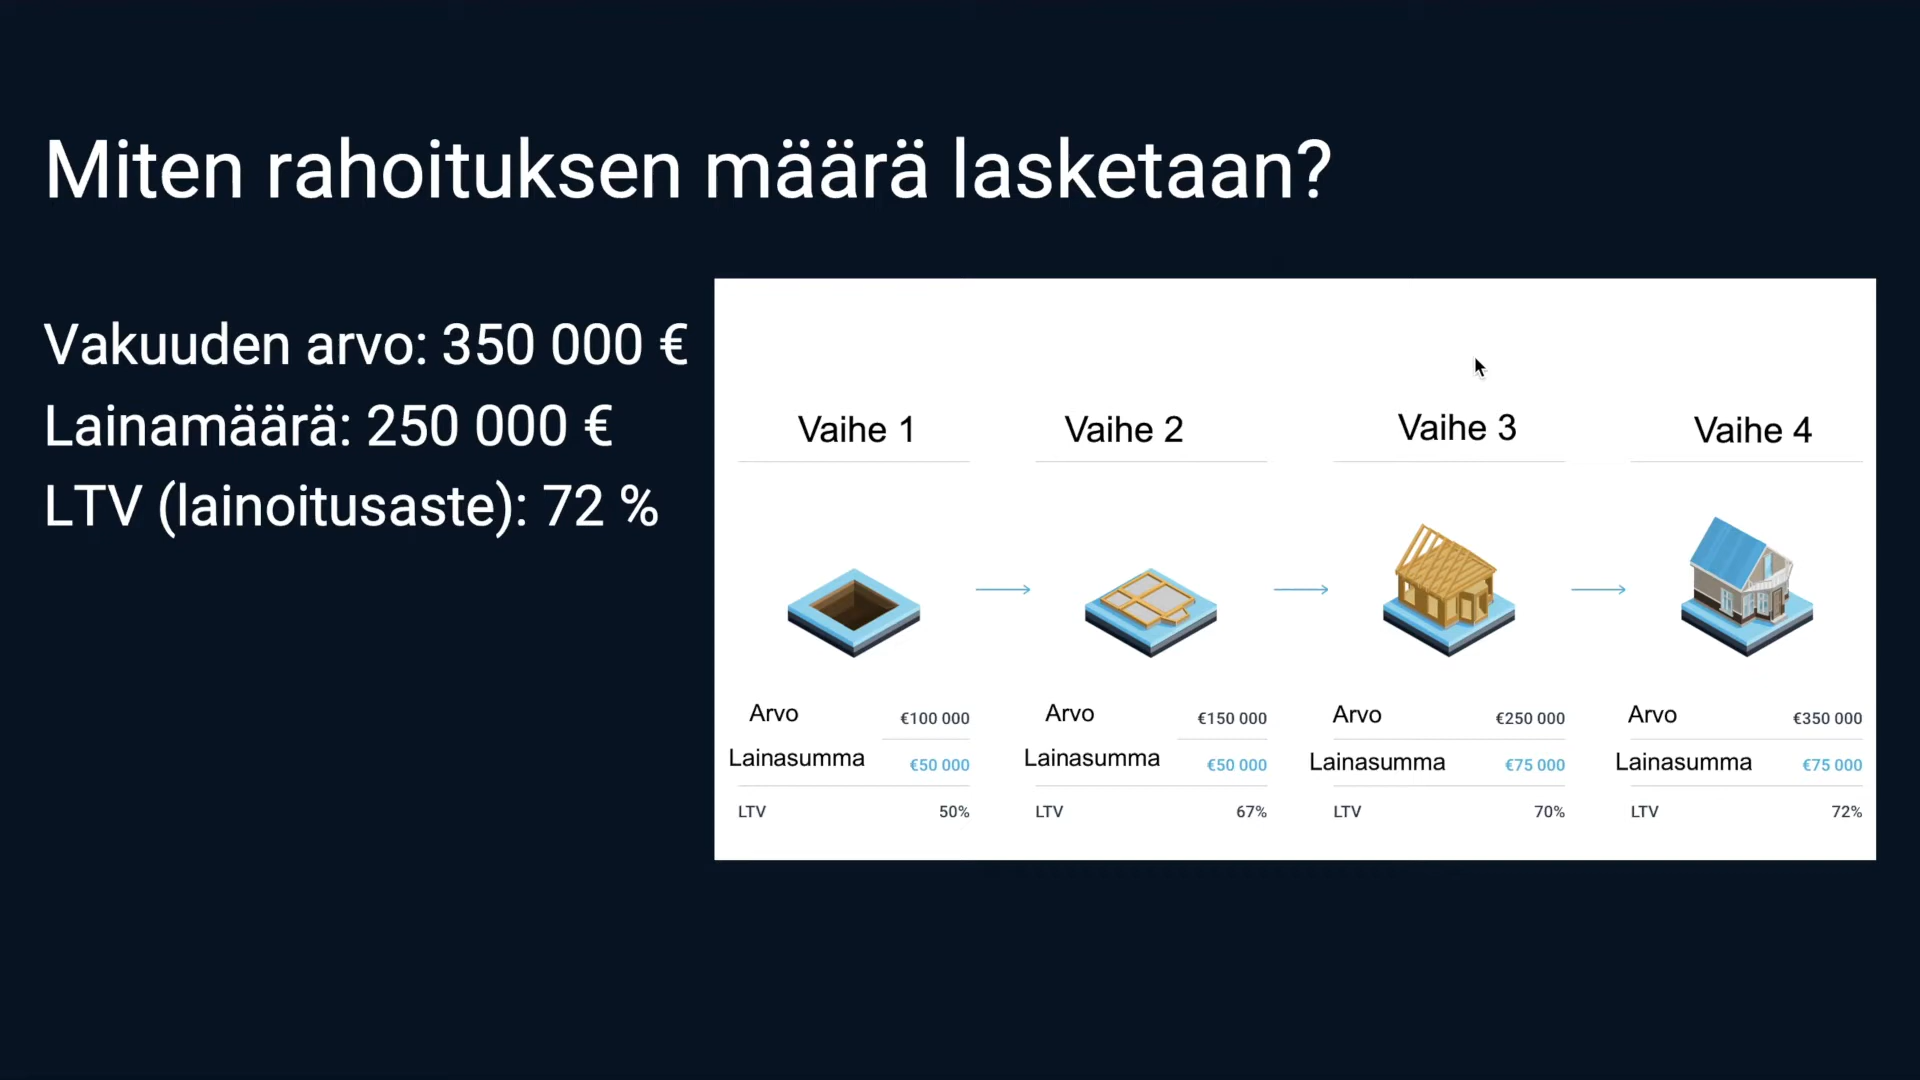 Miten rahoituksen määrä lasketaan?
Vakuuden arvo: 350 000 €
Lainamäärä: 250 000 €
LTV (lainoitusaste): 72 %
Vaihe 1
Arvo €100 000
Lainasumma €50 000
LTV 50%
Vaihe 2
Arvo €150 000
Lainasumma €50 000
LTV 67%
Vaihe 3
Arvo €250 000
Lainasumma €75 000
LTV 70%
Vaihe 4
Arvo €350 000
Lainasumma €75 000
LTV 72%